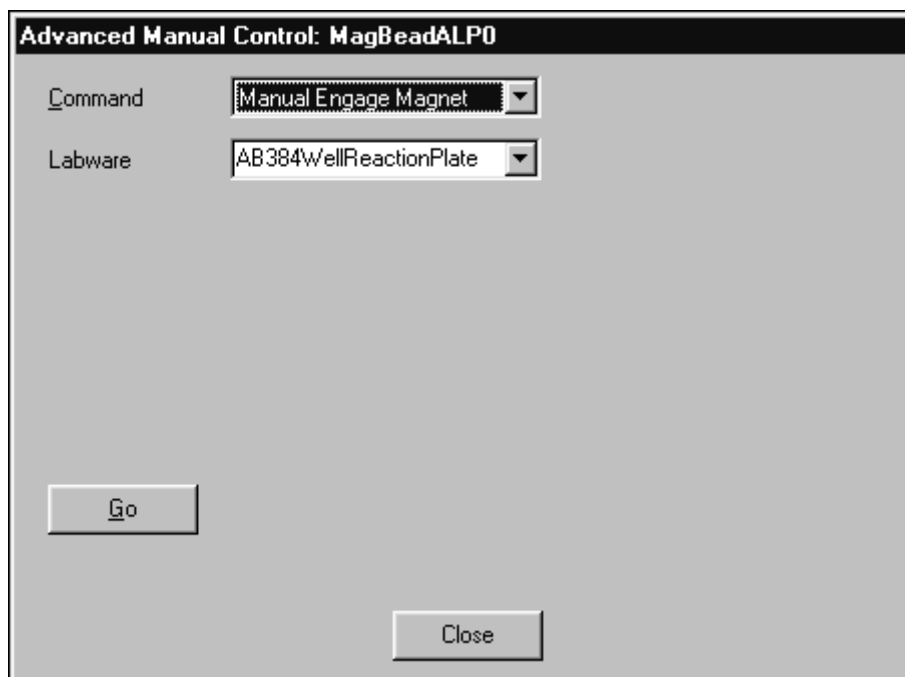 Advanced Manual Control: MagBeadALP0
Command Manual Engage Magnet
Labware AB384WellReactionPlate
Go
Close